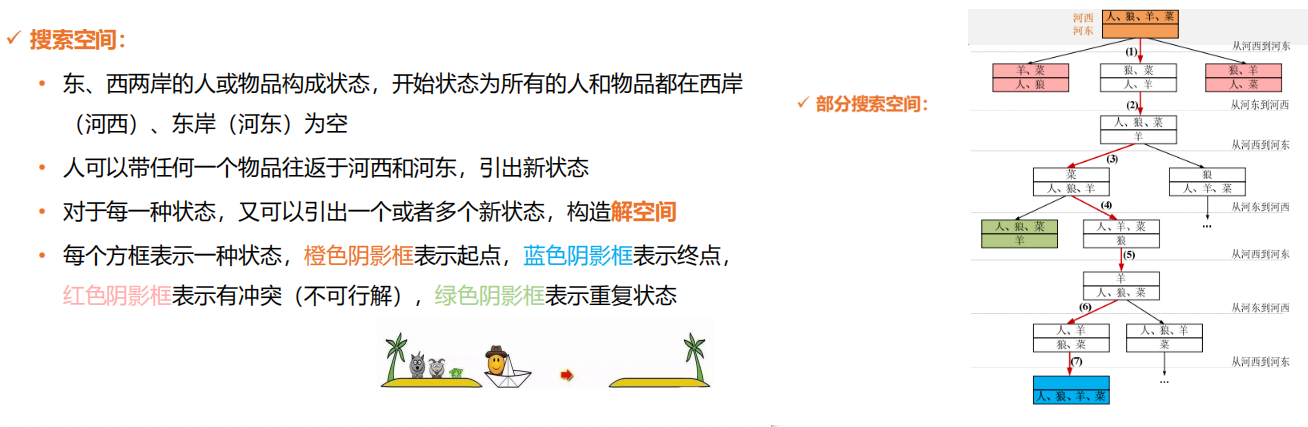 ✓ 搜索空间：
• 东、西两岸的人或物品构成状态，开始状态为所有的人和物品都在西岸
（河西）、东岸（河东）为空
• 人可以带任何一个物品往返于河西和河东，引出新状态
• 对于每一种状态，又可以引出一个或者多个新状态，构造解空间
• 每个方框表示一种状态，橙色阴影框表示起点，蓝色阴影框表示终点，
红色阴影框表示有冲突（不可行解），绿色阴影框表示重复状态
✓ 部分搜索空间：
河西
河东
人、狼、羊、菜
从河西到河东
(1)
羊、菜
人、狼
狼、菜
人、羊
狼、羊
人、菜
(2)
从河东到河西
人、狼、菜
羊
从河西到河东
(3)
菜
人、狼、羊
狼
人、羊、菜
(4)
从河东到河西
人、狼、菜
羊
人、羊、菜
狼
...
(5)
从河西到河东
羊
人、狼、菜
(6)
从河东到河西
人、羊
狼、菜
人、狼、羊
菜
(7)
从河西到河东
...
人、狼、羊、菜